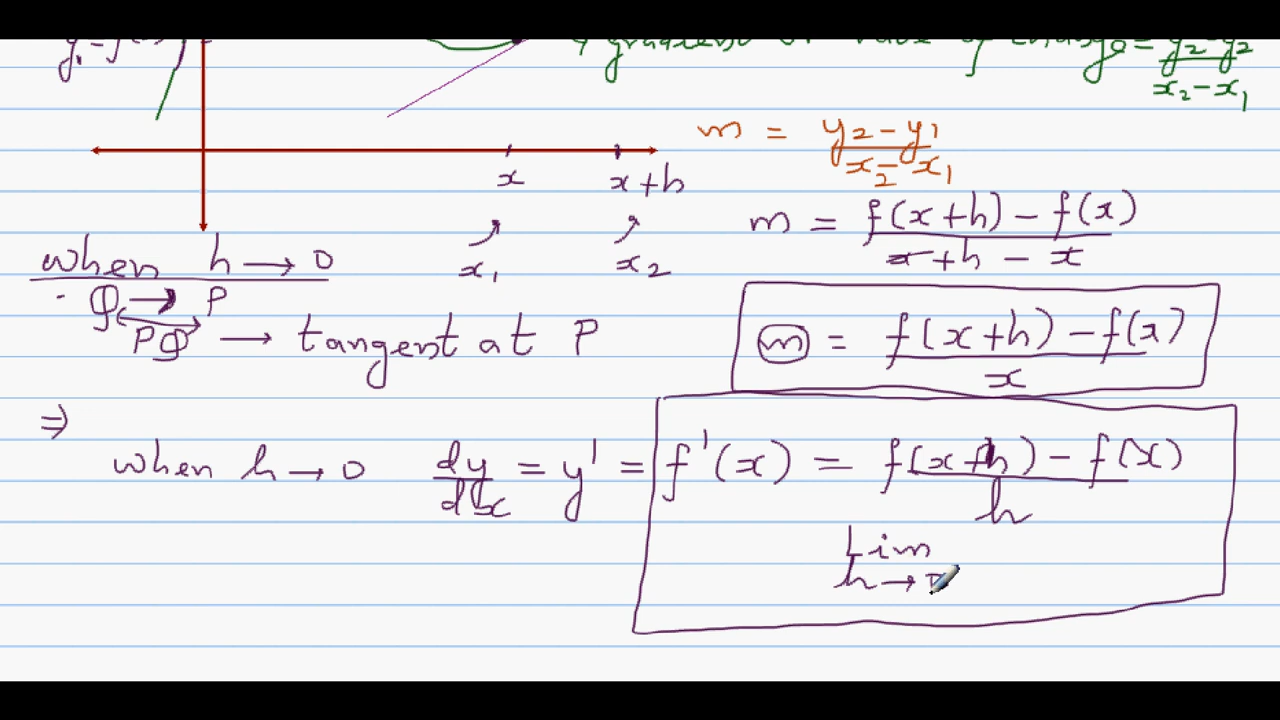 gradient or rate of change = y2 - y2 / x2 - x1
m = y2 - y1 / x2 - x1
x x+h
m = f(x+h) - f(x) / x+h - x
x1 x2
when h → 0
Q → P
PQ → tangent at P
m = f(x+h) - f(x) / x
⇒
when h → 0 dy/dx = y' = f'(x) = f(x+h) - f(x) / h
Lim
h →